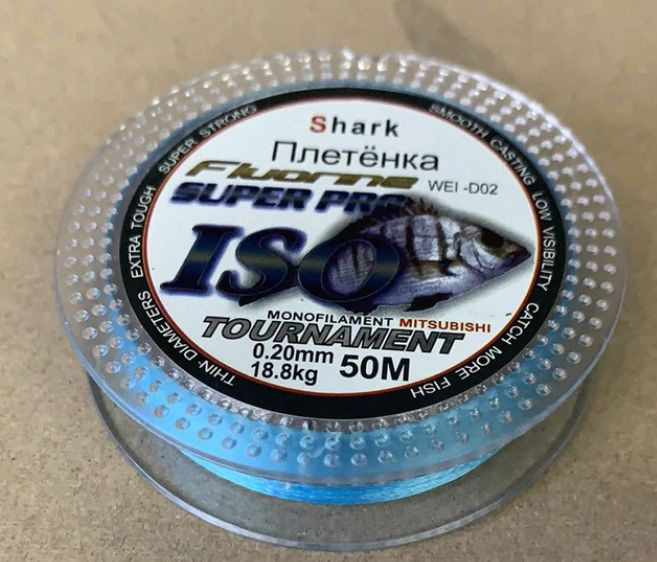 Shark
Плетёнка
Fluorine
WEI -D02
SUPER PRO
ISO
MONOFILAMENT MITSUBISHI
TOURNAMENT
0.20mm
18.8kg
50M
THIN- DIAMETERS EXTRA TOUGH SUPER STRONG
SMOOTH CASTING LOW VISIBILITY CATCH MORE FISH